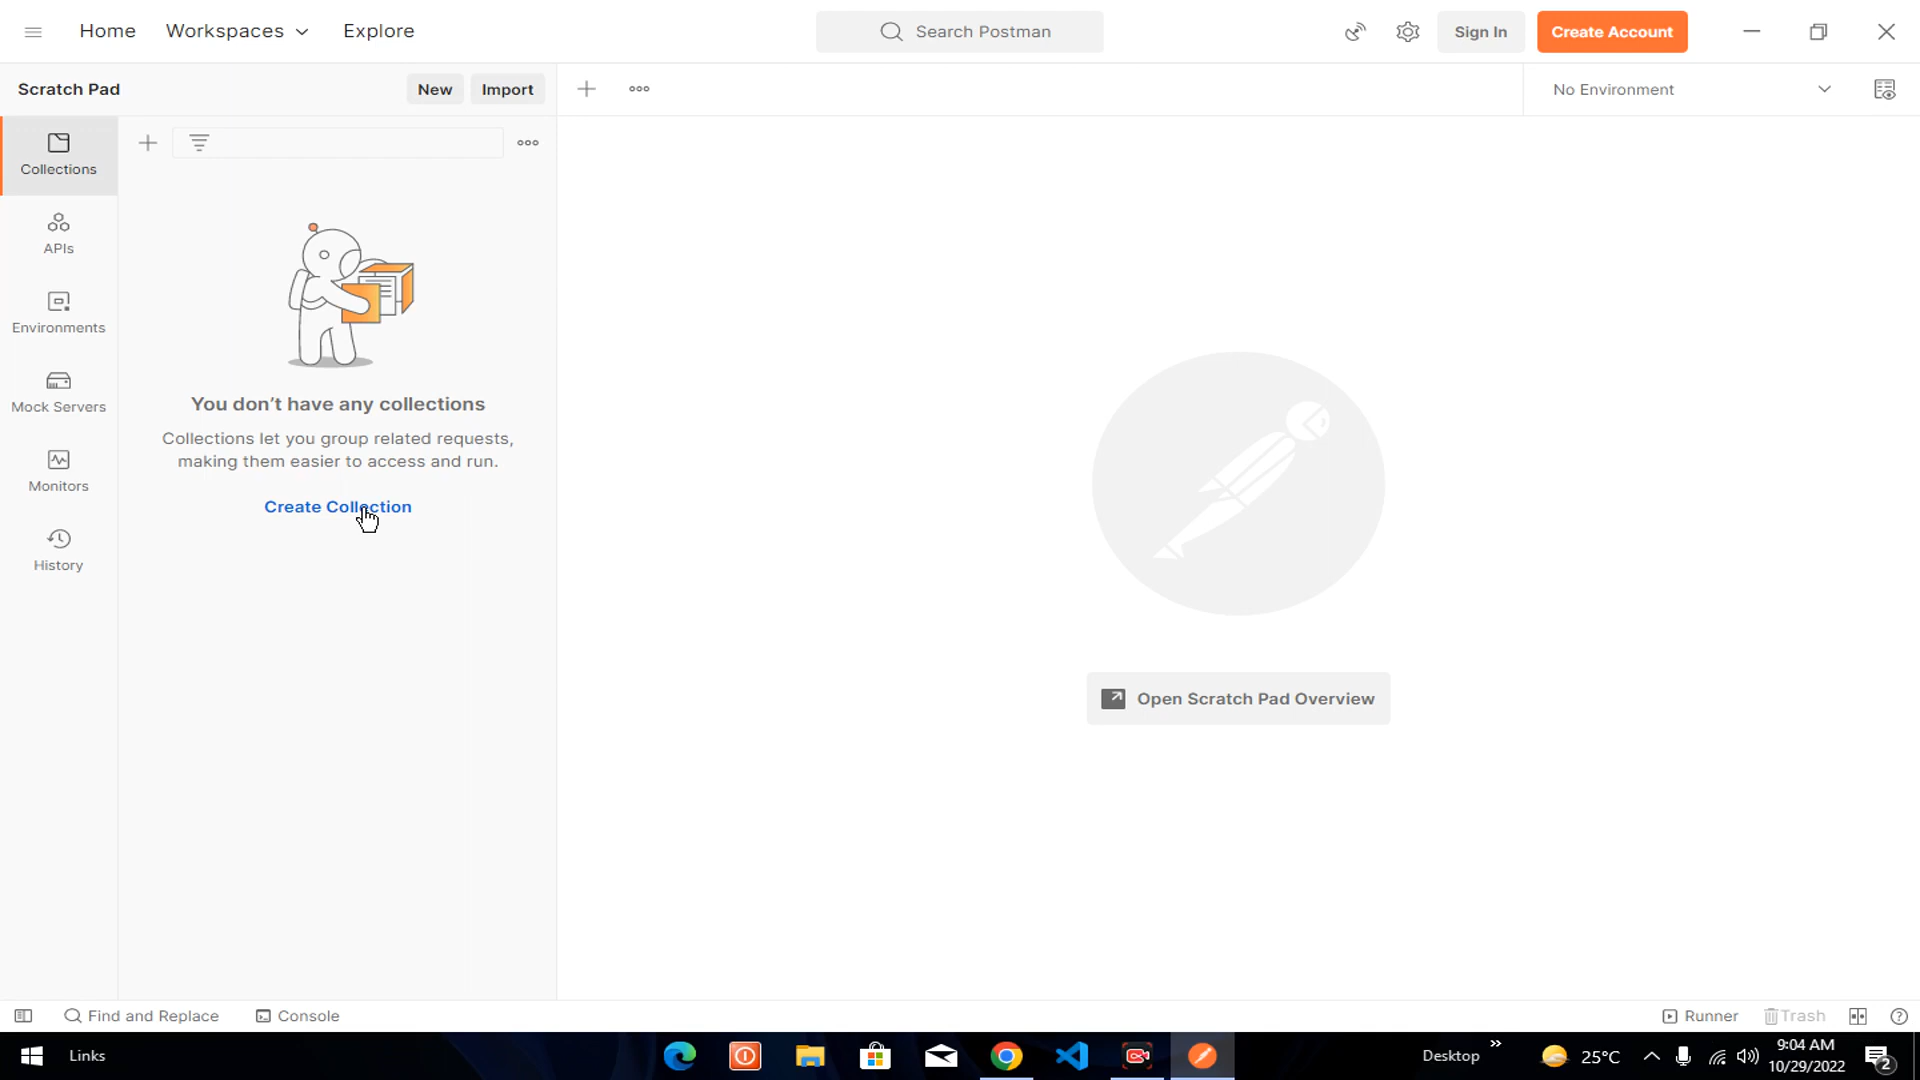 Home Workspaces Explore
Search Postman
Sign In
Create Account
Scratch Pad
New
Import
No Environment
Collections
APIs
Environments
Mock Servers
Monitors
History
You don’t have any collections
Collections let you group related requests,
making them easier to access and run.
Create Collection
Open Scratch Pad Overview
Find and Replace
Console
Runner
Trash
Links
Desktop
25°C
9:04 AM
10/29/2022
2